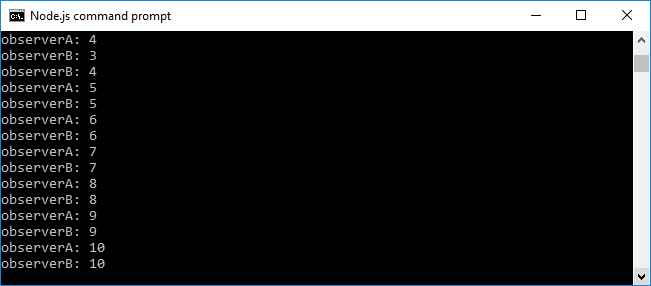 Node.js command prompt
observerA: 4
observerB: 3
observerB: 4
observerA: 5
observerB: 5
observerA: 6
observerB: 6
observerA: 7
observerB: 7
observerA: 8
observerB: 8
observerA: 9
observerB: 9
observerA: 10
observerB: 10